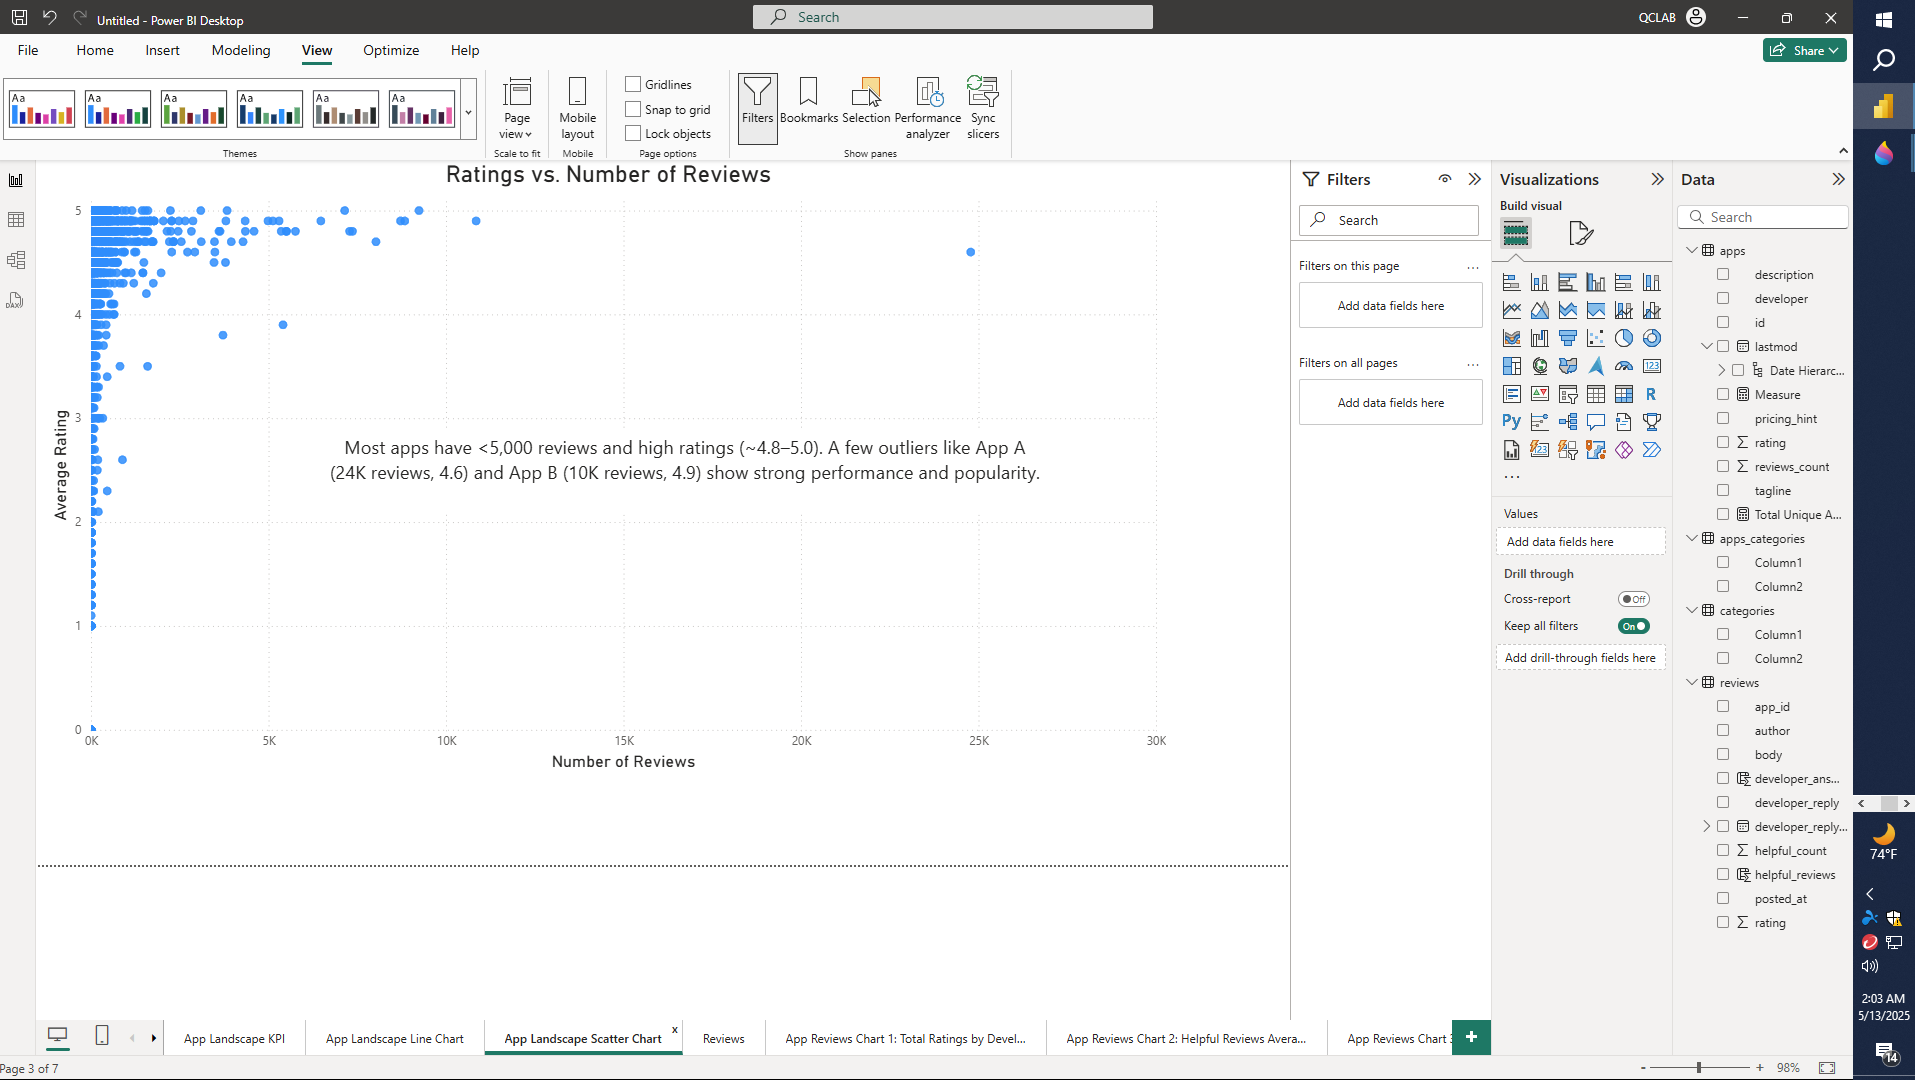 Untitled - Power BI Desktop
Search
QCLAB
File
Home
Insert
Modeling
View
Optimize
Help
Share
Aa
Aa
Aa
Aa
Aa
Aa
Themes
Page
view
Scale to fit
Mobile
layout
Mobile
Gridlines
Snap to grid
Lock objects
Page options
Filters
Bookmarks
Selection
Performance
analyzer
Sync
slicers
Show panes
DAX
Ratings vs. Number of Reviews
Average Rating
5
4
3
2
1
0
Most apps have <5,000 reviews and high ratings (~4.8–5.0). A few outliers like App A
(24K reviews, 4.6) and App B (10K reviews, 4.9) show strong performance and popularity.
0K
5K
10K
15K
20K
25K
30K
Number of Reviews
Filters
Search
Filters on this page
...
Add data fields here
Filters on all pages
...
Add data fields here
Visualizations
Build visual
123
R
Py
...
Values
Add data fields here
Drill through
Cross-report
Off
Keep all filters
On
Add drill-through fields here
Data
Search
apps
description
developer
id
lastmod
Date Hierarc...
Measure
pricing_hint
rating
reviews_count
tagline
Total Unique A...
apps_categories
Column1
Column2
categories
Column1
Column2
reviews
app_id
author
body
developer_ans...
developer_reply
developer_reply...
helpful_count
helpful_reviews
posted_at
rating
74°F
2:03 AM
5/13/2025
14
App Landscape KPI
App Landscape Line Chart
App Landscape Scatter Chart
x
Reviews
App Reviews Chart 1: Total Ratings by Devel...
App Reviews Chart 2: Helpful Reviews Avera...
App Reviews Chart
+
Page 3 of 7
-
+
98%